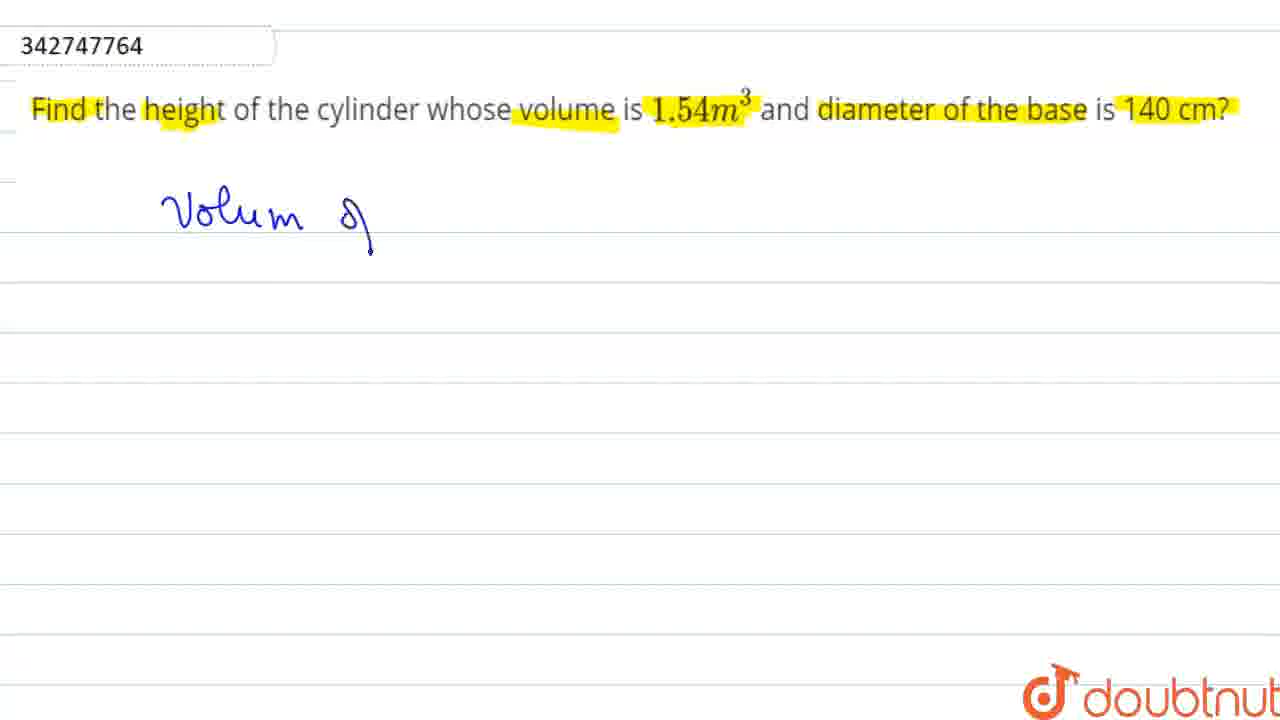 342747764
Find the height of the cylinder whose volume is 1.54m³ and diameter of the base is 140 cm?
Volum of
doubtnut